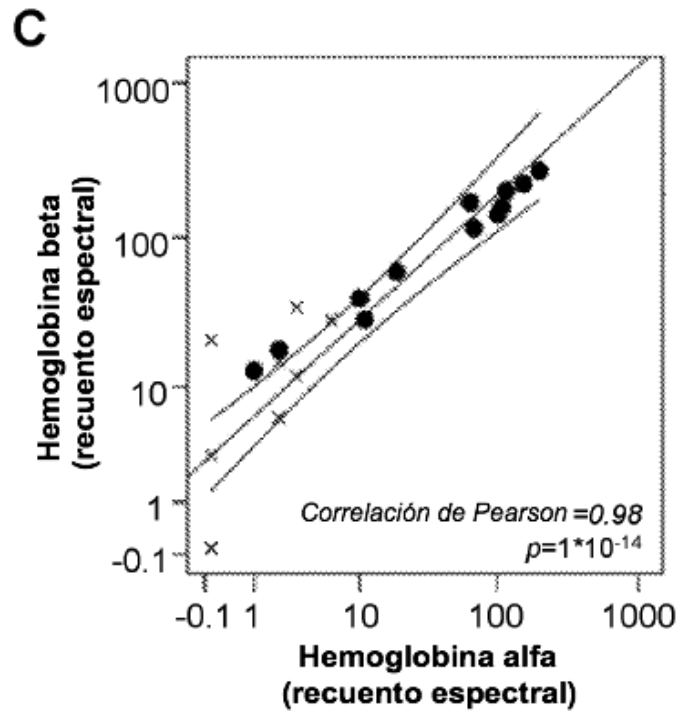 C
1000
100
10
1
-0.1
Hemoglobina beta
(recuento espectral)
Correlación de Pearson =0.98
p=1*10-14
-0.1 1 10 100 1000
Hemoglobina alfa
(recuento espectral)